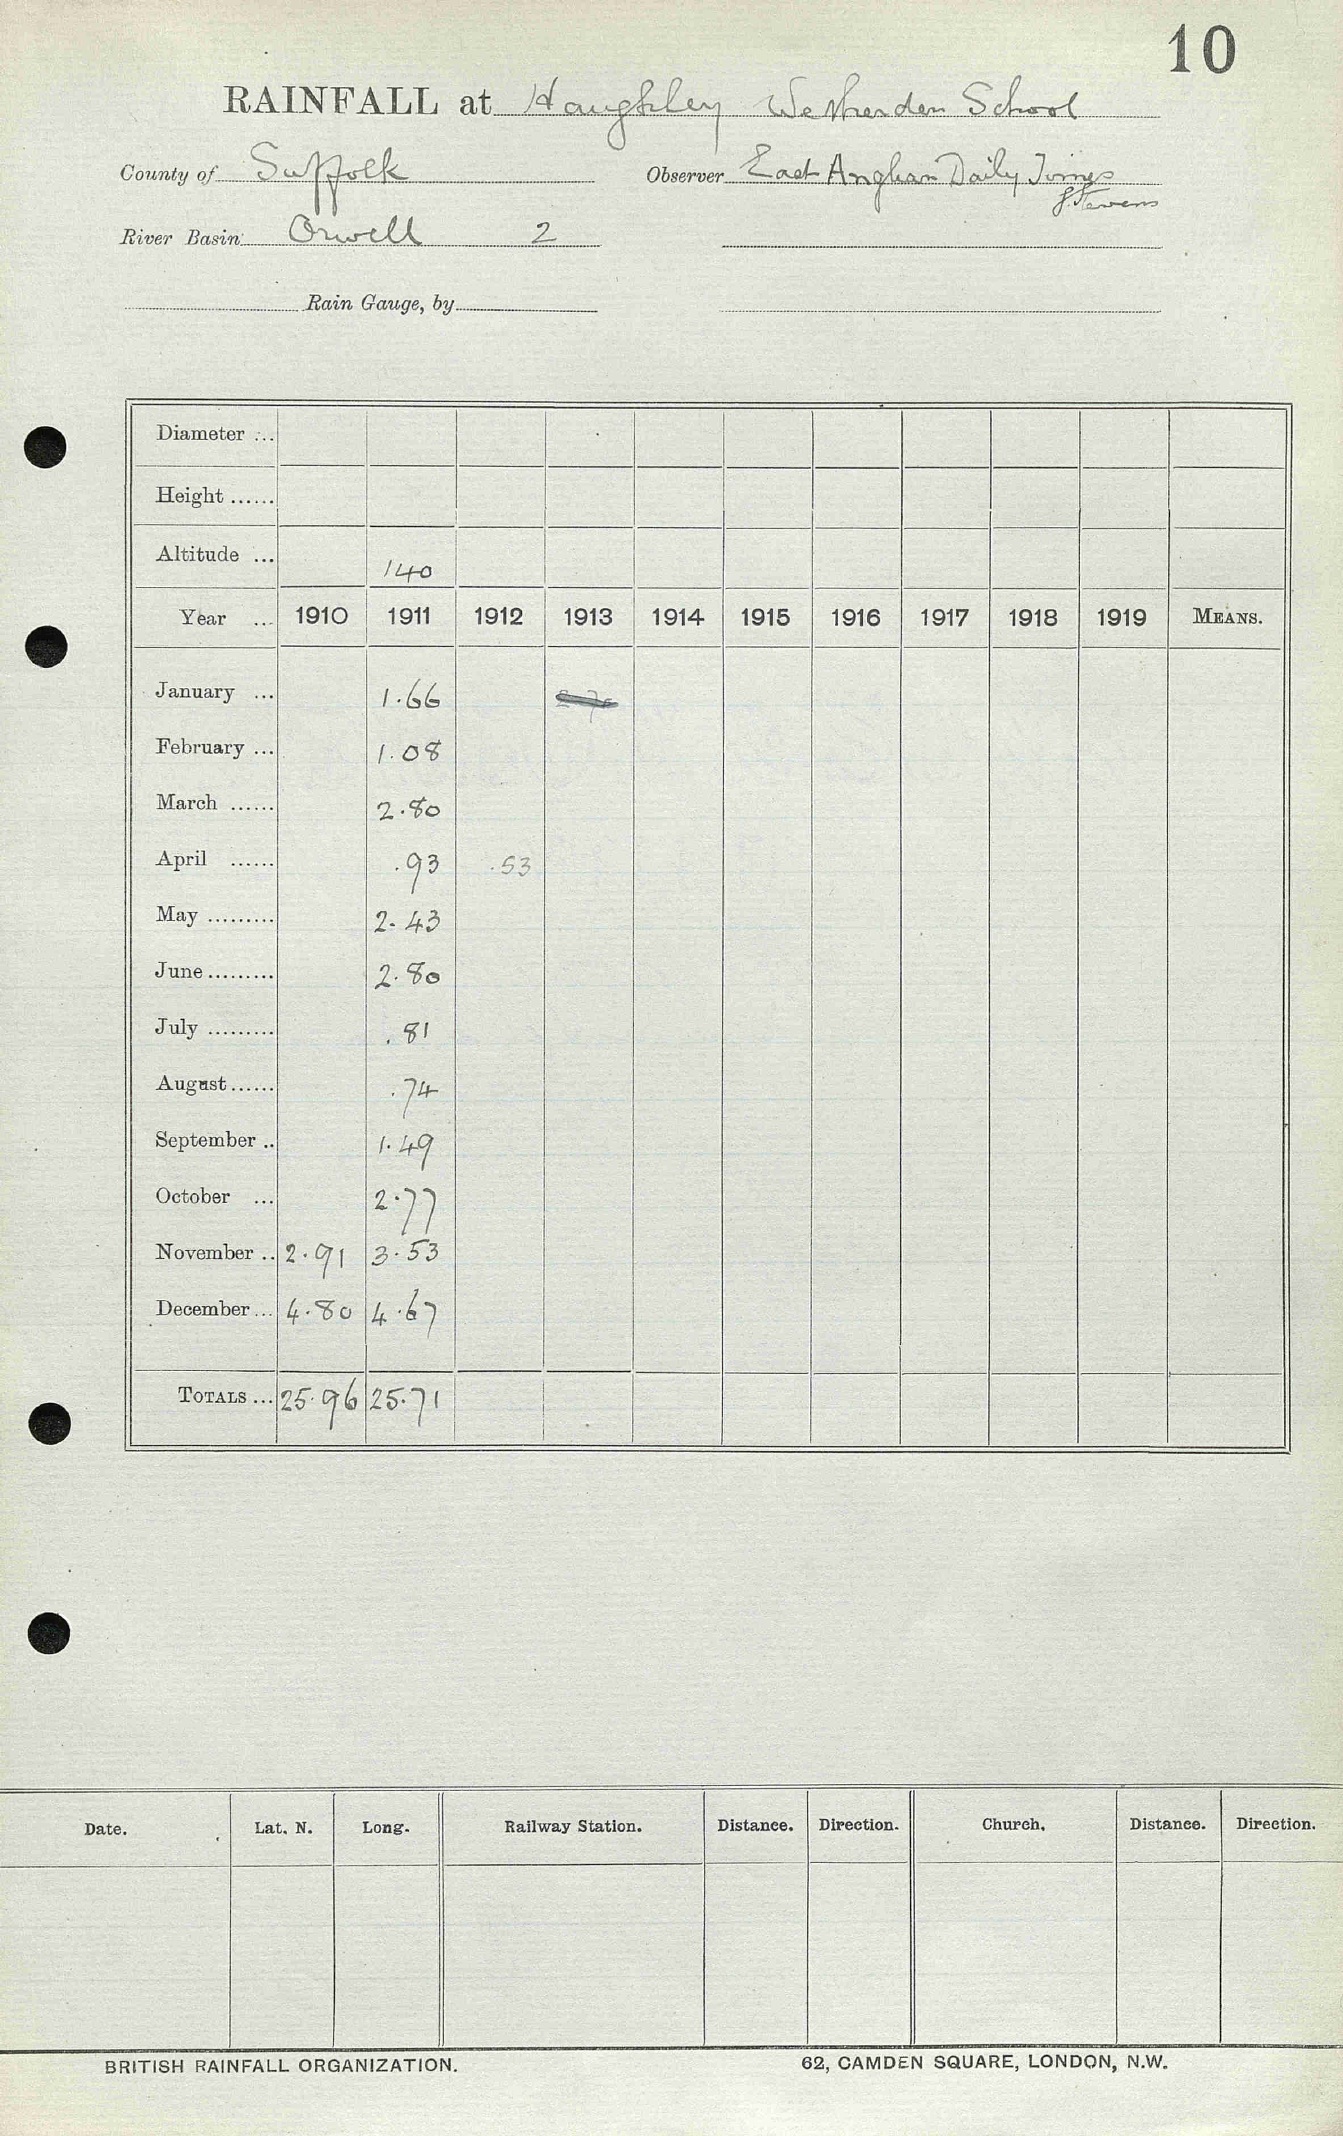 10
RAINFALL at Haughley Wetherden School
County of Suffolk Observer East Anglian Daily Times
J. Stevens
River Basin Orwell 2
Rain Gauge, by
Diameter ...
Height ......
Altitude ... 140
Year ... 1910 1911 1912 1913 1914 1915 1916 1917 1918 1919 MEANS.
January ... 1.66
February ... 1.08
March ...... 2.80
April ...... .93 .53
May ......... 2.43
June ......... 2.80
July ......... .81
August ...... .74
September .. 1.49
October ... 2.77
November .. 2.91 3.53
December ... 4.80 4.67
TOTALS ... 25.96 25.71
Date. Lat. N. Long. Railway Station. Distance. Direction. Church. Distance. Direction.
BRITISH RAINFALL ORGANIZATION. 62, CAMDEN SQUARE, LONDON, N.W.